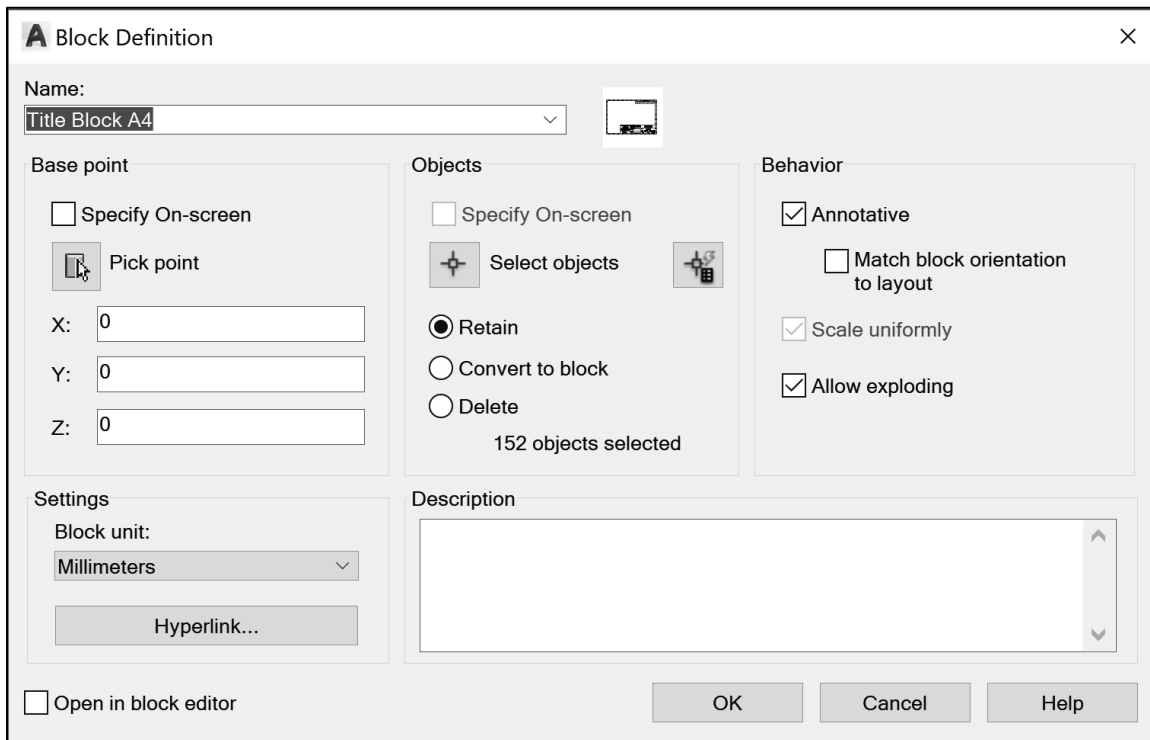 Block Definition
Name:
Title Block A4
Base point
Specify On-screen
Pick point
X: 0
Y: 0
Z: 0
Objects
Specify On-screen
Select objects
Retain
Convert to block
Delete
152 objects selected
Behavior
Annotative
Match block orientation
to layout
Scale uniformly
Allow exploding
Settings
Block unit:
Millimeters
Hyperlink...
Description
Open in block editor
OK
Cancel
Help